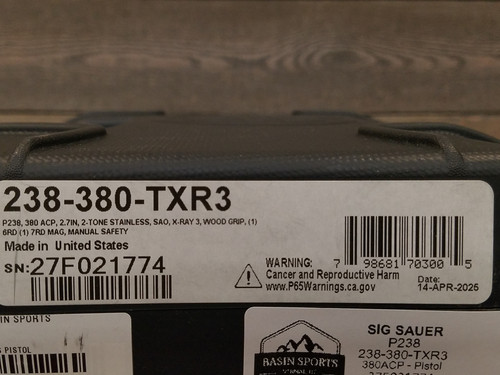 238-380-TXR3
P238, 380 ACP, 2.7IN, 2-TONE STAINLESS, SAO, X-RAY 3, WOOD GRIP, (1)
6RD (1) 7RD MAG, MANUAL SAFETY
Made in United States
SN:27F021774
WARNING:
Cancer and Reproductive Harm
www.P65Warnings.ca.gov
7 98681 70300 5
Date:
14-APR-2025
IN SPORTS
PISTOL
BASIN SPORTS
SIG SAUER
P238
238-380-TXR3
380ACP - Pistol